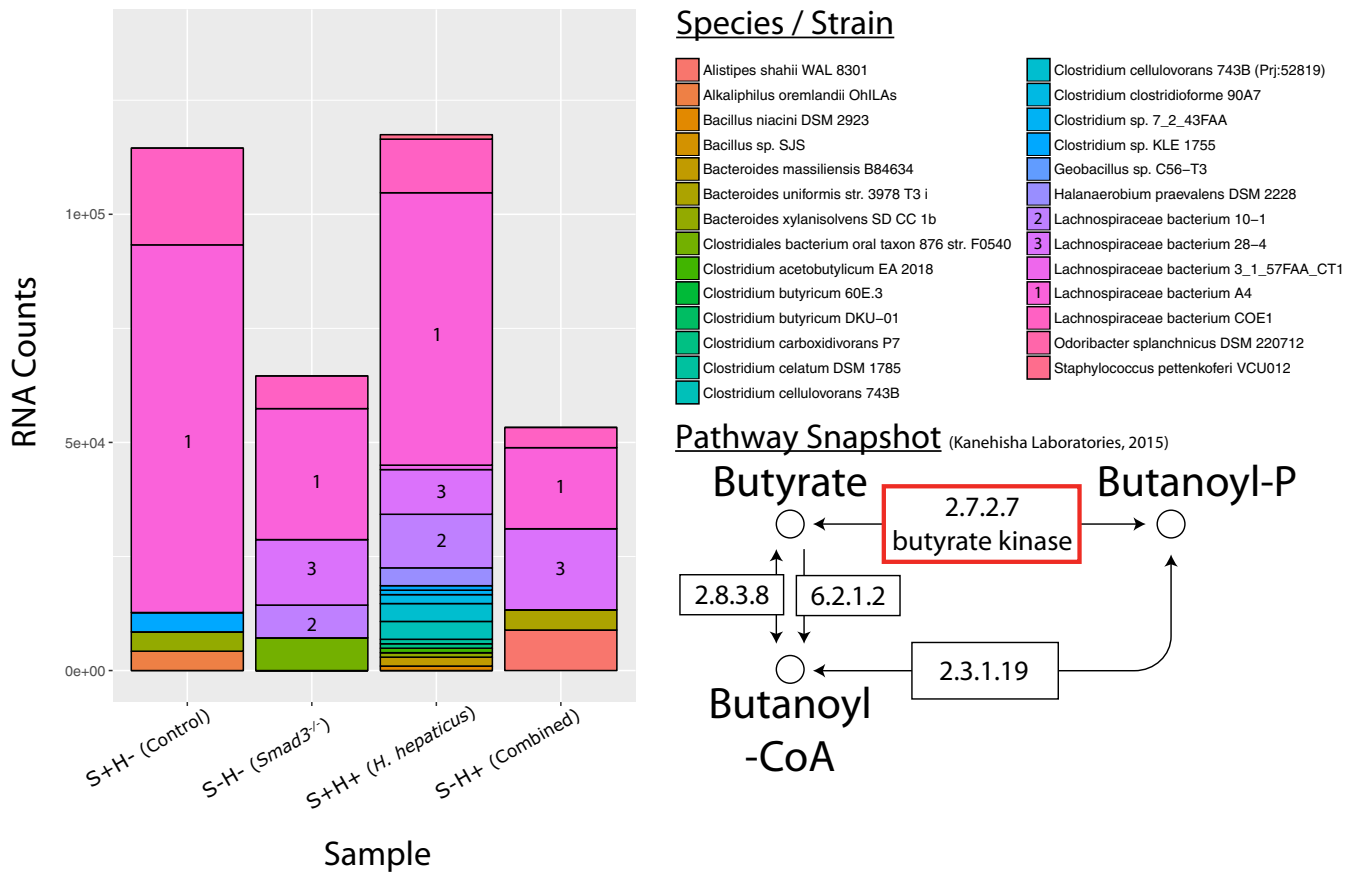 RNA Counts
1e+05
5e+04
0e+00
1
1
3
2
1
3
2
1
3
S+H- (Control)
S-H- (Smad3-/-)
S+H+ (H. hepaticus)
S-H+ (Combined)
Sample
Species / Strain
Alistipes shahii WAL 8301
Alkaliphilus oremlandii OhILAs
Bacillus niacini DSM 2923
Bacillus sp. SJS
Bacteroides massiliensis B84634
Bacteroides uniformis str. 3978 T3 i
Bacteroides xylanisolvens SD CC 1b
Clostridiales bacterium oral taxon 876 str. F0540
Clostridium acetobutylicum EA 2018
Clostridium butyricum 60E.3
Clostridium butyricum DKU−01
Clostridium carboxidivorans P7
Clostridium celatum DSM 1785
Clostridium cellulovorans 743B
Clostridium cellulovorans 743B (Prj:52819)
Clostridium clostridioforme 90A7
Clostridium sp. 7_2_43FAA
Clostridium sp. KLE 1755
Geobacillus sp. C56−T3
Halanaerobium praevalens DSM 2228
2 Lachnospiraceae bacterium 10−1
3 Lachnospiraceae bacterium 28−4
Lachnospiraceae bacterium 3_1_57FAA_CT1
1 Lachnospiraceae bacterium A4
Lachnospiraceae bacterium COE1
Odoribacter splanchnicus DSM 220712
Staphylococcus pettenkoferi VCU012
Pathway Snapshot (Kanehisha Laboratories, 2015)
Butyrate
Butanoyl-P
2.7.2.7
butyrate kinase
2.8.3.8
6.2.1.2
2.3.1.19
Butanoyl
-CoA